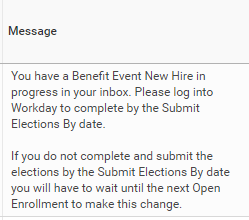 Message
You have a Benefit Event New Hire in
progress in your inbox. Please log into
Workday to complete by the Submit
Elections By date.
If you do not complete and submit the
elections by the Submit Elections By date
you will have to wait until the next Open
Enrollment to make this change.